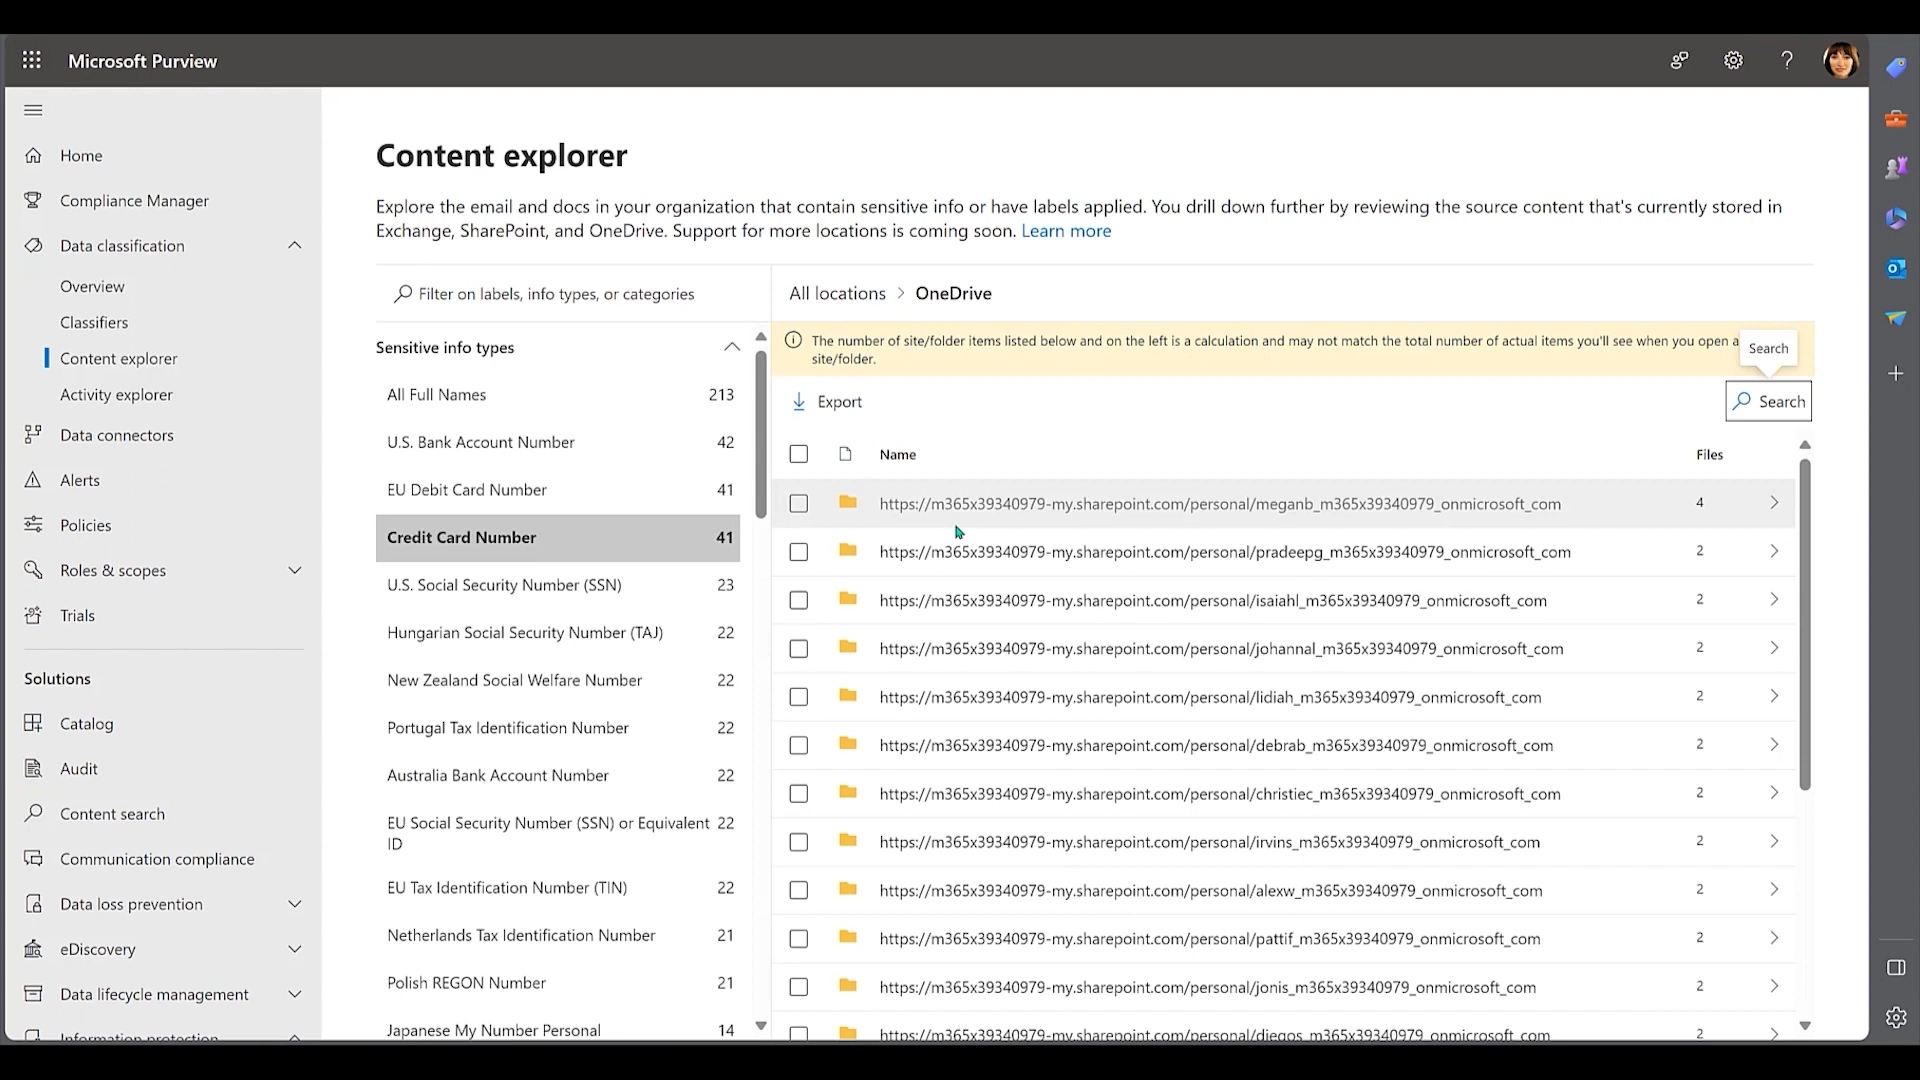 Microsoft Purview
Home
Compliance Manager
Data classification
Overview
Classifiers
Content explorer
Activity explorer
Data connectors
Alerts
Policies
Roles & scopes
Trials
Solutions
Catalog
Audit
Content search
Communication compliance
Data loss prevention
eDiscovery
Data lifecycle management
Information protection
Content explorer
Explore the email and docs in your organization that contain sensitive info or have labels applied. You drill down further by reviewing the source content that's currently stored in
Exchange, SharePoint, and OneDrive. Support for more locations is coming soon. Learn more
Filter on labels, info types, or categories
Sensitive info types
All Full Names 213
U.S. Bank Account Number 42
EU Debit Card Number 41
Credit Card Number 41
U.S. Social Security Number (SSN) 23
Hungarian Social Security Number (TAJ) 22
New Zealand Social Welfare Number 22
Portugal Tax Identification Number 22
Australia Bank Account Number 22
EU Social Security Number (SSN) or Equivalent 22
ID
EU Tax Identification Number (TIN) 22
Netherlands Tax Identification Number 21
Polish REGON Number 21
Japanese My Number Personal 14
All locations > OneDrive
The number of site/folder items listed below and on the left is a calculation and may not match the total number of actual items you'll see when you open a
site/folder.
Search
Export
Search
Name Files
https://m365x39340979-my.sharepoint.com/personal/meganb_m365x39340979_onmicrosoft_com 4
https://m365x39340979-my.sharepoint.com/personal/pradeepg_m365x39340979_onmicrosoft_com 2
https://m365x39340979-my.sharepoint.com/personal/isaiahl_m365x39340979_onmicrosoft_com 2
https://m365x39340979-my.sharepoint.com/personal/johannal_m365x39340979_onmicrosoft_com 2
https://m365x39340979-my.sharepoint.com/personal/lidiah_m365x39340979_onmicrosoft_com 2
https://m365x39340979-my.sharepoint.com/personal/debrab_m365x39340979_onmicrosoft_com 2
https://m365x39340979-my.sharepoint.com/personal/christiec_m365x39340979_onmicrosoft_com 2
https://m365x39340979-my.sharepoint.com/personal/irvins_m365x39340979_onmicrosoft_com 2
https://m365x39340979-my.sharepoint.com/personal/alexw_m365x39340979_onmicrosoft_com 2
https://m365x39340979-my.sharepoint.com/personal/pattif_m365x39340979_onmicrosoft_com 2
https://m365x39340979-my.sharepoint.com/personal/jonis_m365x39340979_onmicrosoft_com 2
https://m365x39340979-my.sharepoint.com/personal/diegos_m365x39340979_onmicrosoft_com 2